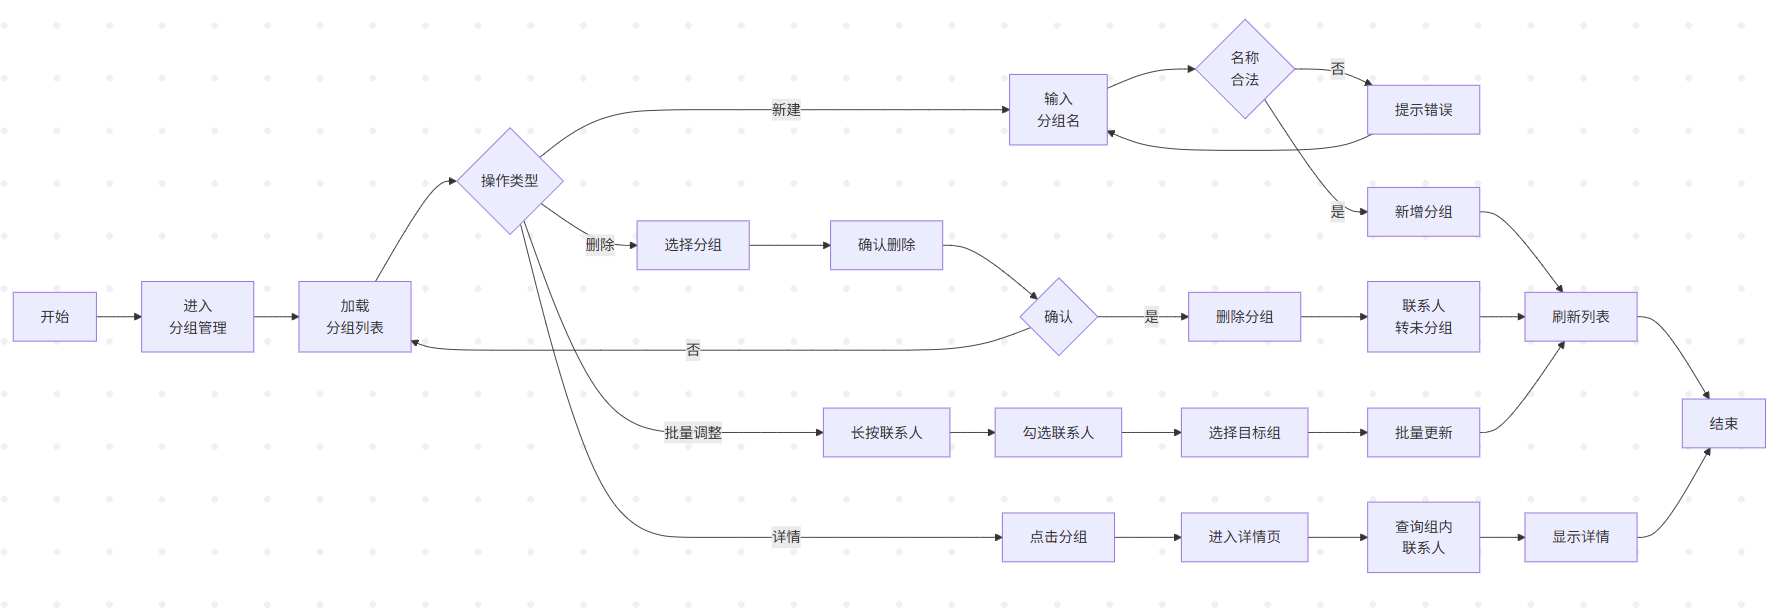 开始
进入
分组管理
加载
分组列表
操作类型
新建
输入
分组名
名称
合法
否
提示错误
是
新增分组
删除
选择分组
确认删除
确认
是
删除分组
联系人
转未分组
刷新列表
否
批量调整
长按联系人
勾选联系人
选择目标组
批量更新
结束
详情
点击分组
进入详情页
查询组内
联系人
显示详情